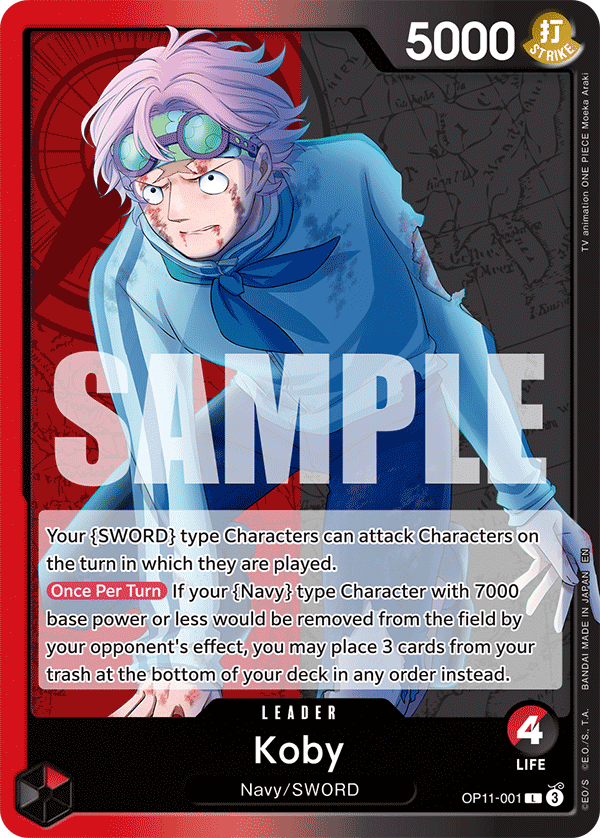 5000
打
STRIKE
TV animation ONE PIECE Moeka Araki
SAMPLE
Your {SWORD} type Characters can attack Characters on
the turn in which they are played.
Once Per Turn If your {Navy} type Character with 7000
base power or less would be removed from the field by
your opponent's effect, you may place 3 cards from your
trash at the bottom of your deck in any order instead.
LEADER
Koby
Navy/SWORD
4
LIFE
OP11-001 L 3
©E.O/S ©E.O./S., T.A. BANDAI MADE IN JAPAN EN